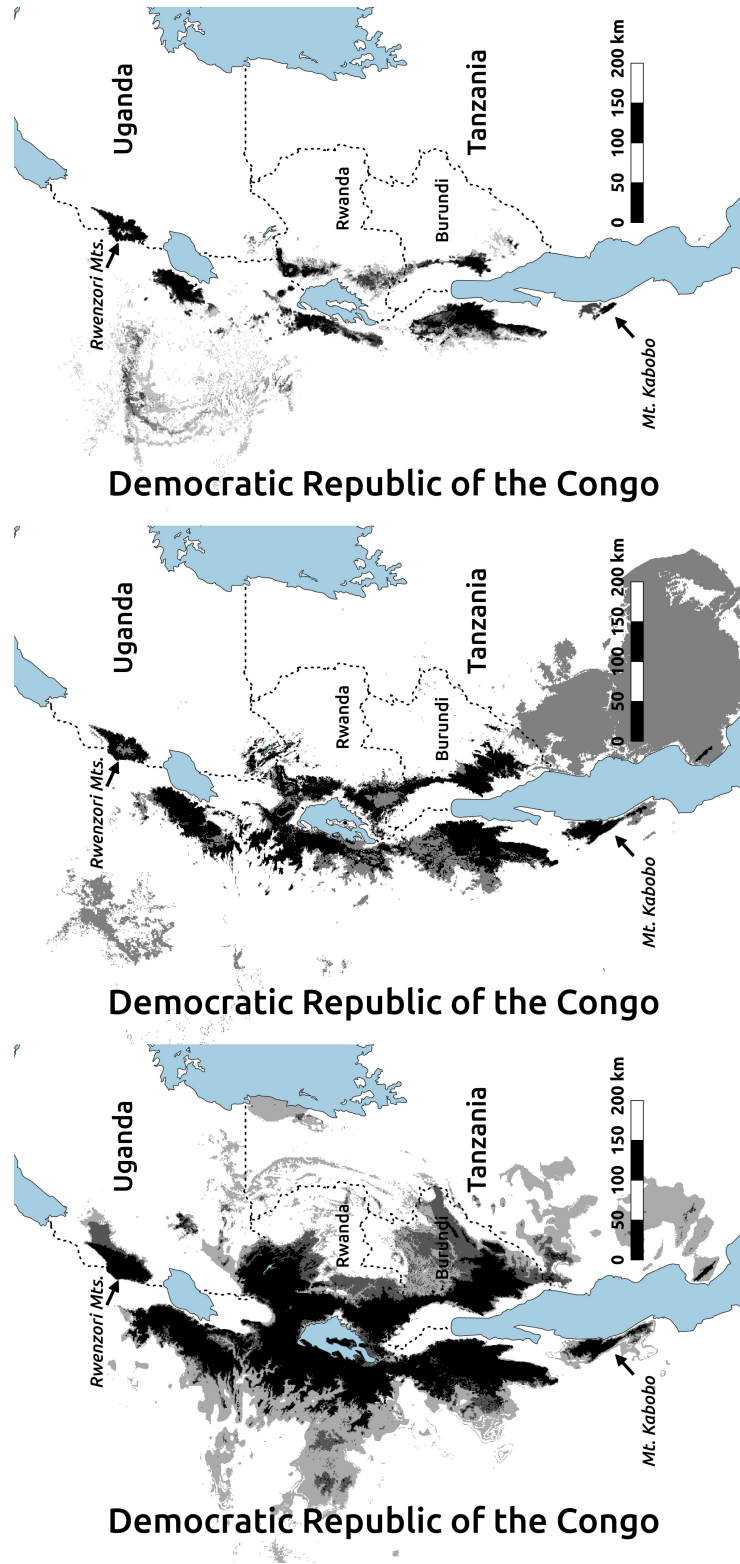 Uganda
Rwenzori Mts.
Rwanda
Burundi
Tanzania
0 50 100 150 200 km
Mt. Kabobo
Democratic Republic of the Congo
Uganda
Rwenzori Mts.
Rwanda
Burundi
Tanzania
0 50 100 150 200 km
Mt. Kabobo
Democratic Republic of the Congo
Uganda
Rwenzori Mts.
Rwanda
Burundi
Tanzania
0 50 100 150 200 km
Mt. Kabobo
Democratic Republic of the Congo